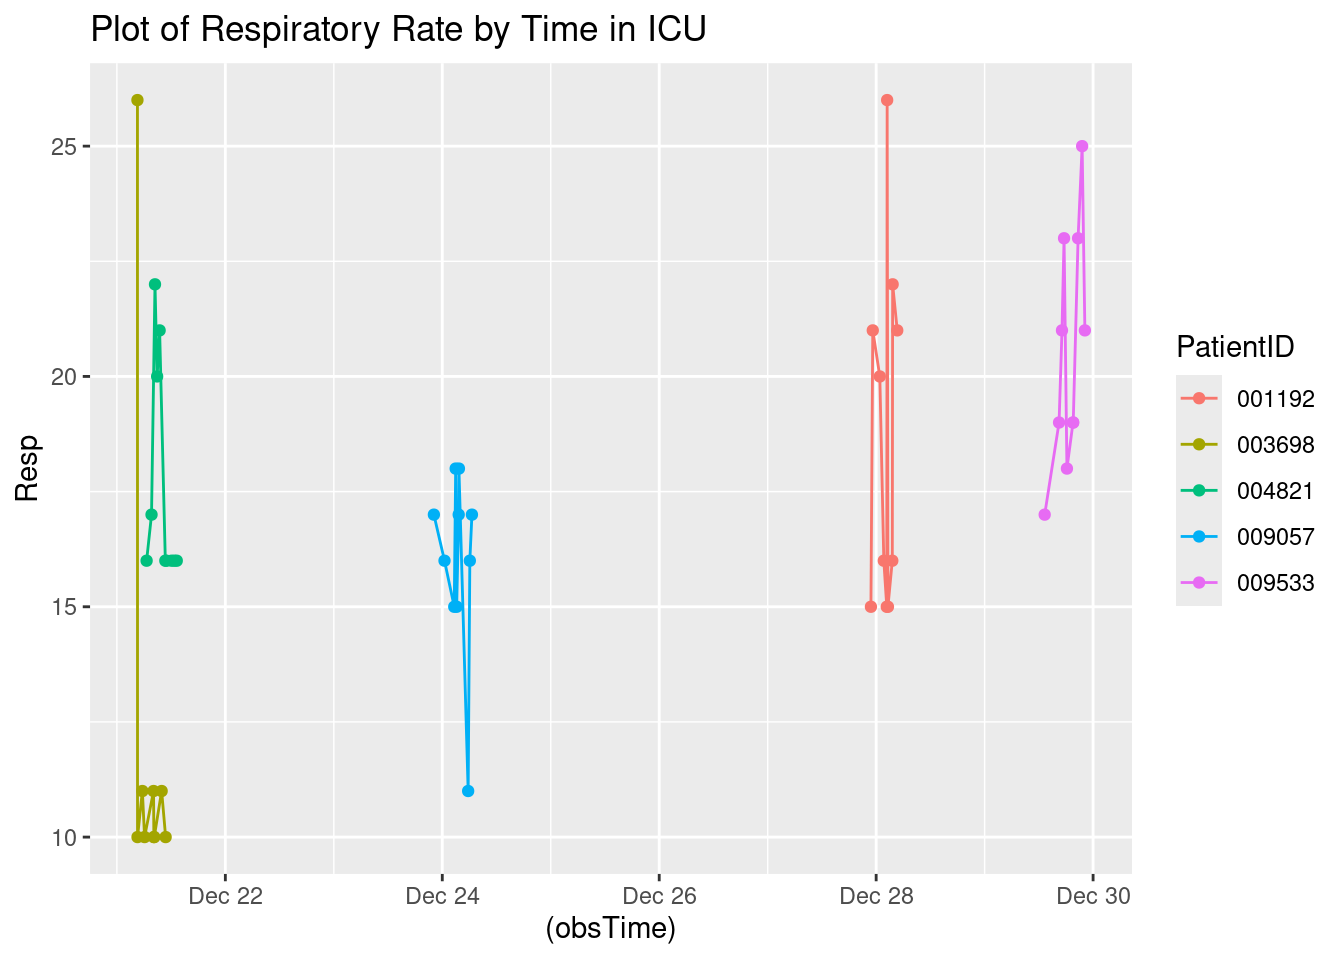 Plot of Respiratory Rate by Time in ICU
25
20
15
10
Resp
Dec 22
Dec 24
Dec 26
Dec 28
Dec 30
(obsTime)
PatientID
001192
003698
004821
009057
009533